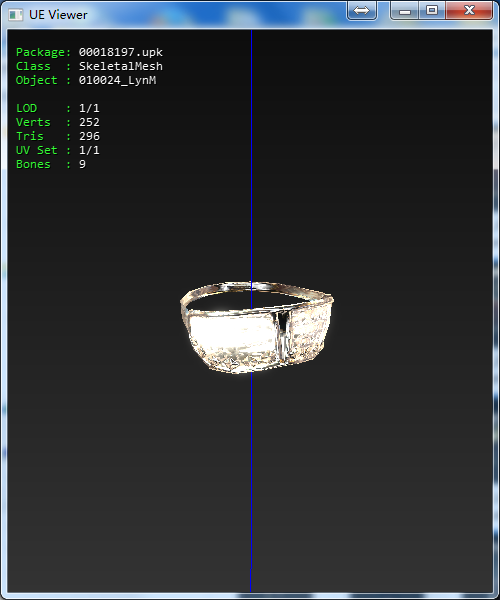 UE Viewer
Package: 00018197.upk
Class : SkeletalMesh
Object : 010024_LynM
LOD : 1/1
Verts : 252
Tris : 296
UV Set : 1/1
Bones : 9